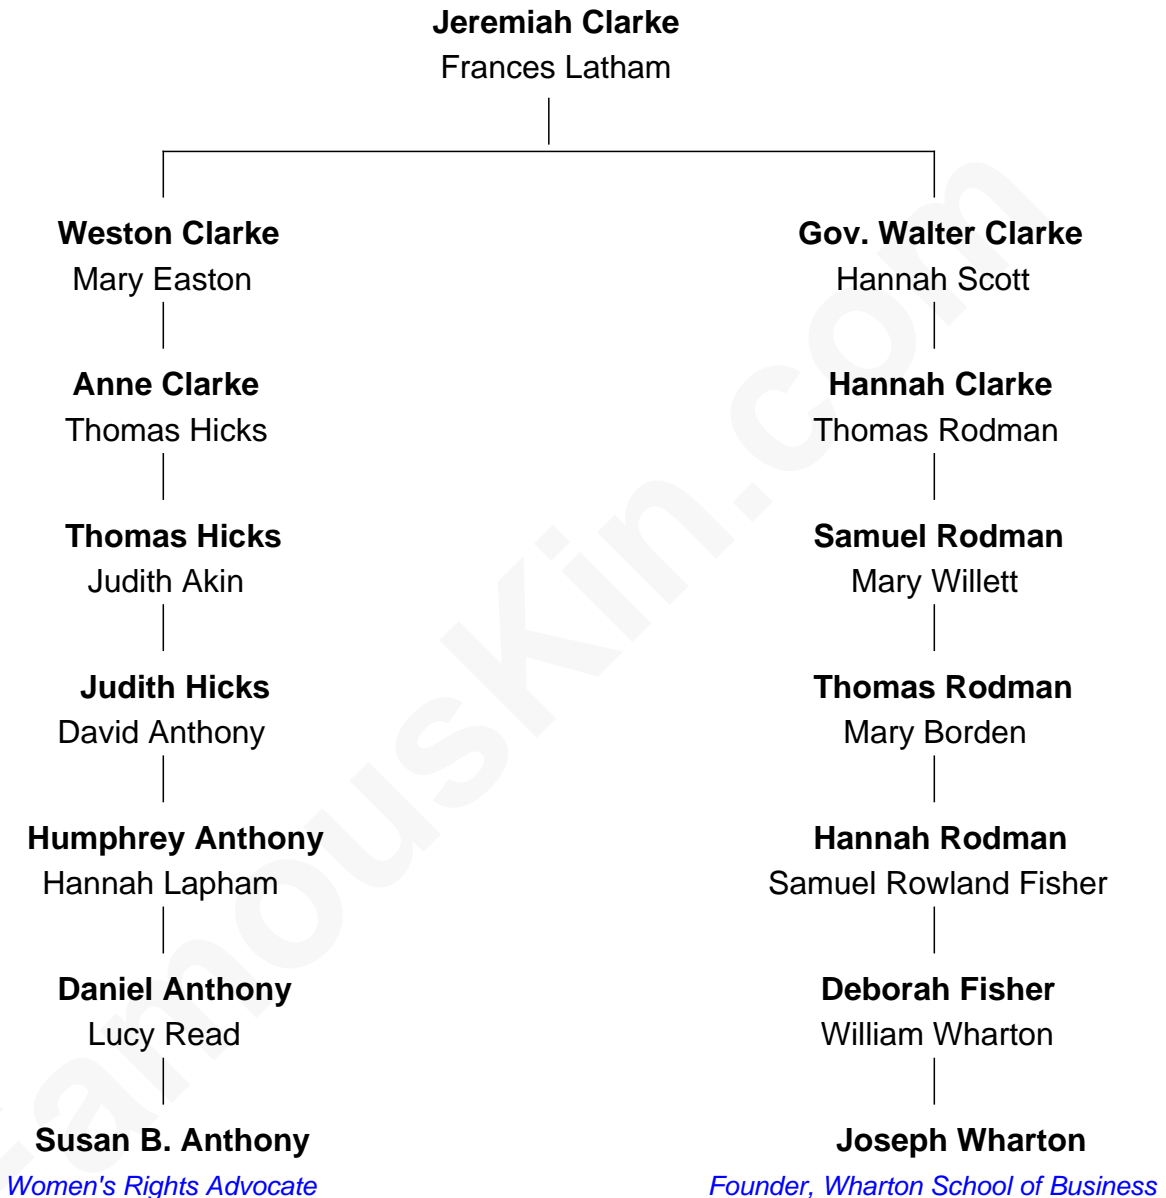 Jeremiah Clarke
Frances Latham
Weston Clarke
Mary Easton
Gov. Walter Clarke
Hannah Scott
Anne Clarke
Thomas Hicks
Hannah Clarke
Thomas Rodman
Thomas Hicks
Judith Akin
Samuel Rodman
Mary Willett
Judith Hicks
David Anthony
Thomas Rodman
Mary Borden
Humphrey Anthony
Hannah Lapham
Hannah Rodman
Samuel Rowland Fisher
Daniel Anthony
Lucy Read
Deborah Fisher
William Wharton
Susan B. Anthony
Women's Rights Advocate
Joseph Wharton
Founder, Wharton School of Business
FamousKin.com